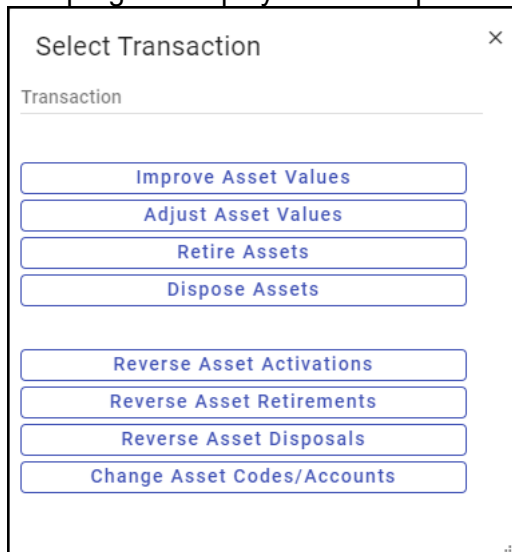 Select Transaction
×
Transaction
Improve Asset Values
Adjust Asset Values
Retire Assets
Dispose Assets
Reverse Asset Activations
Reverse Asset Retirements
Reverse Asset Disposals
Change Asset Codes/Accounts